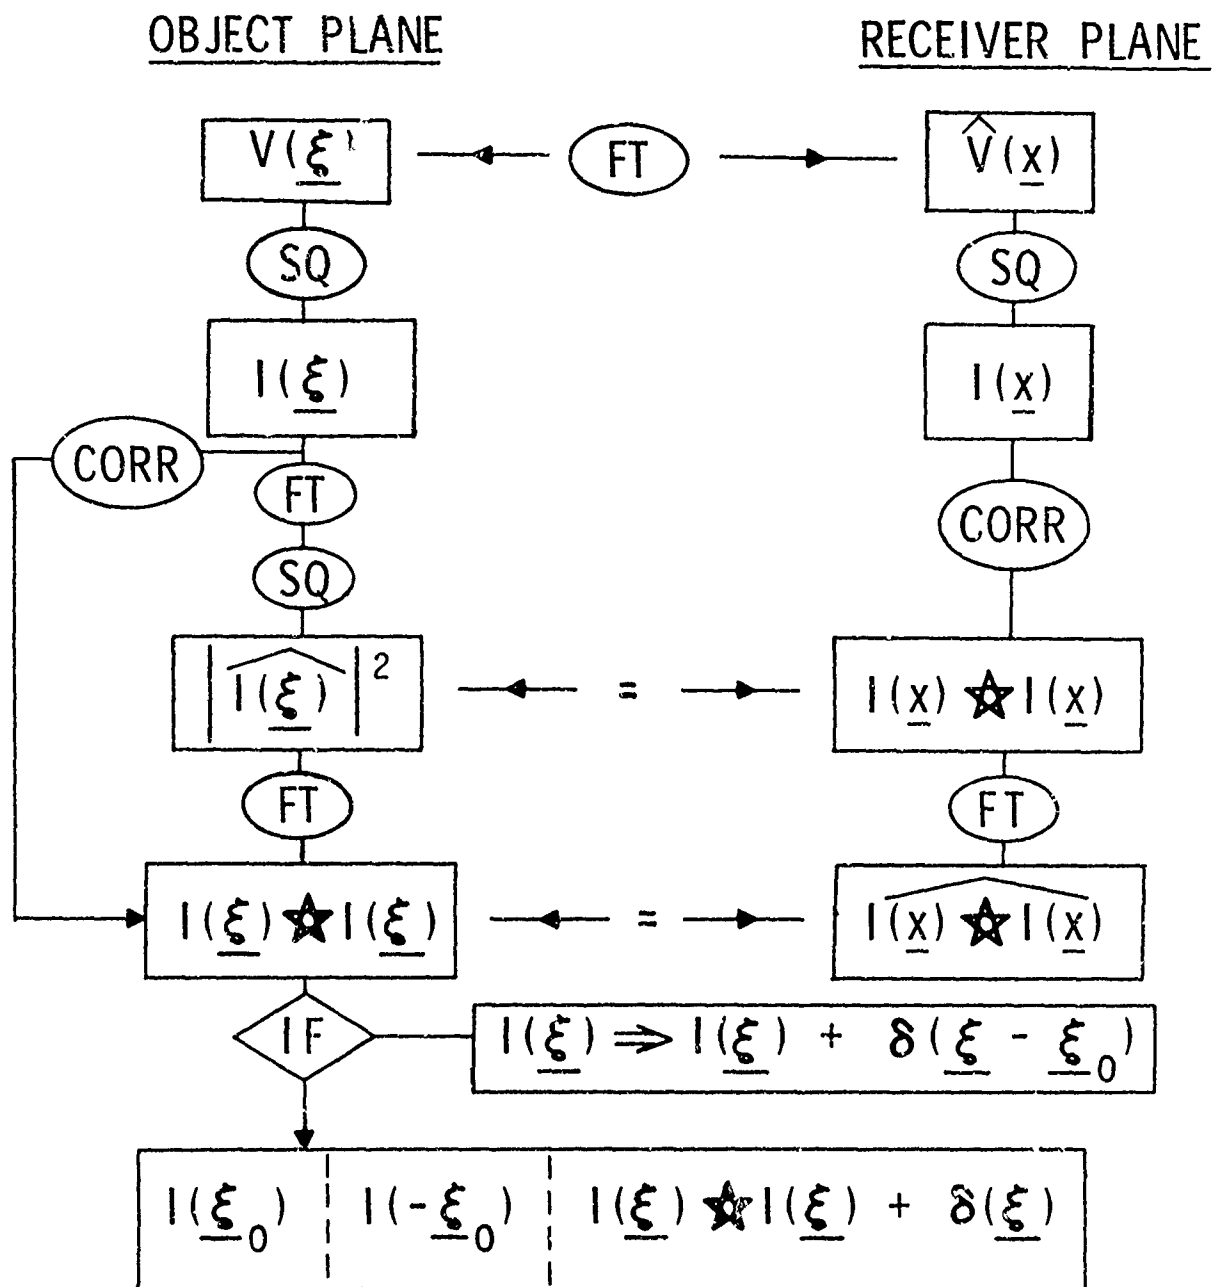 OBJECT PLANE
RECEIVER PLANE
V(ξ)
FT
V̂(x)
SQ
SQ
I(ξ)
I(x)
CORR
FT
CORR
SQ
|Î(ξ)|²
=
I(x) ☆ I(x)
FT
FT
I(ξ) ☆ I(ξ)
=
I(x) ☆ I(x)
IF
I(ξ) ⇒ I(ξ) + δ(ξ - ξ₀)
I(ξ₀)
I(-ξ₀)
I(ξ) ☆ I(ξ) + δ(ξ)